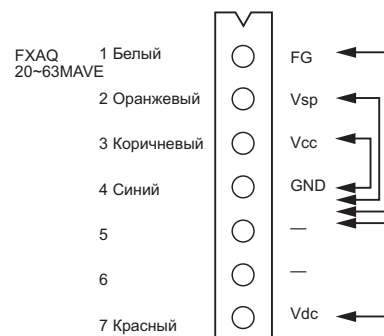 FXAQ
20~63MAVE
1 Белый FG
2 Оранжевый Vsp
3 Коричневый Vcc
4 Синий GND
5 —
6 —
7 Красный Vdc